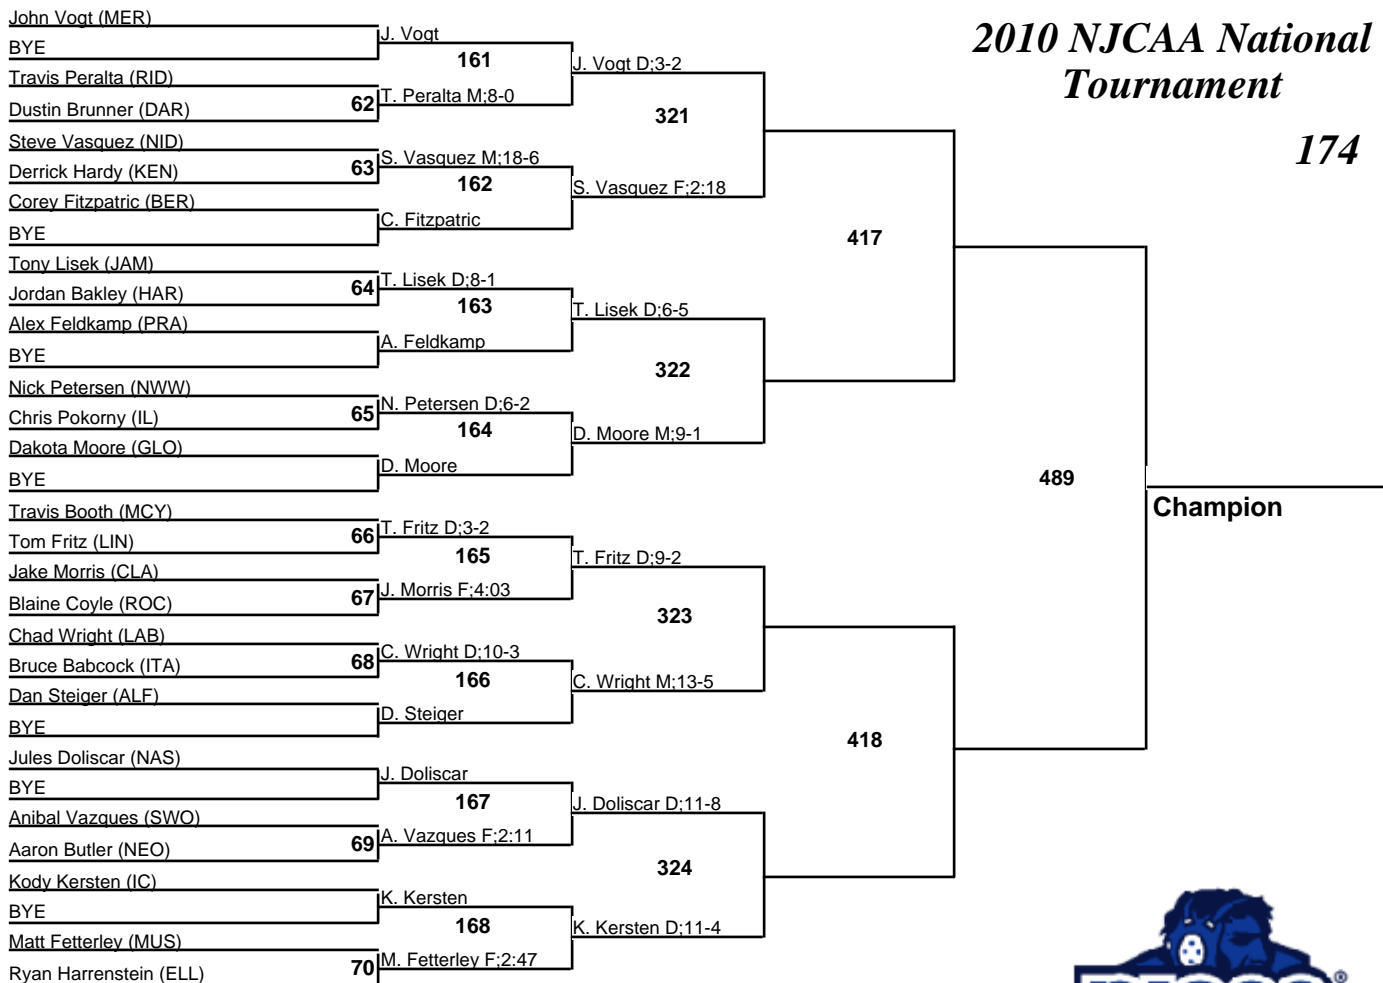 2010 NJCAA National
Tournament
174
John Vogt (MER)
BYE
Travis Peralta (RID)
Dustin Brunner (DAR)
Steve Vasquez (NID)
Derrick Hardy (KEN)
Corey Fitzpatric (BER)
BYE
Tony Lisek (JAM)
Jordan Bakley (HAR)
Alex Feldkamp (PRA)
BYE
Nick Petersen (NWW)
Chris Pokorny (IL)
Dakota Moore (GLO)
BYE
Travis Booth (MCY)
Tom Fritz (LIN)
Jake Morris (CLA)
Blaine Coyle (ROC)
Chad Wright (LAB)
Bruce Babcock (ITA)
Dan Steiger (ALF)
BYE
Jules Doliscar (NAS)
BYE
Anibal Vazques (SWO)
Aaron Butler (NEO)
Kody Kersten (IC)
BYE
Matt Fetterley (MUS)
Ryan Harrenstein (ELL)
62
63
64
65
66
67
68
69
70
J. Vogt
161
T. Peralta M;8-0
S. Vasquez M;18-6
162
C. Fitzpatric
T. Lisek D;8-1
163
A. Feldkamp
N. Petersen D;6-2
164
D. Moore
T. Fritz D;3-2
165
J. Morris F;4:03
C. Wright D;10-3
166
D. Steiger
J. Doliscar
167
A. Vazques F;2:11
K. Kersten
168
M. Fetterley F;2:47
J. Vogt D;3-2
321
S. Vasquez F;2:18
T. Lisek D;6-5
322
D. Moore M;9-1
T. Fritz D;9-2
323
C. Wright M;13-5
J. Doliscar D;11-8
324
K. Kersten D;11-4
417
418
489
Champion